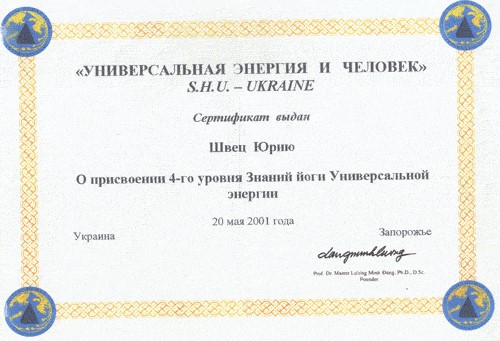 «УНИВЕРСАЛЬНАЯ ЭНЕРГИЯ И ЧЕЛОВЕК»
S.H.U. – UKRAINE
Сертификат выдан
Швец Юрию
О присвоении 4-го уровня Знаний йоги Универсальной
энергии
20 мая 2001 года
Украина Запорожье
Prof. Dr. Master Luong Minh Dang, Ph.D., D.Sc.
Founder